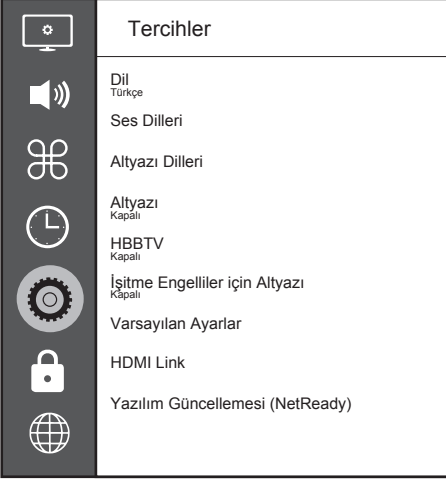 Tercihler
Dil
Türkçe
Ses Dilleri
Altyazı Dilleri
Altyazı
Kapalı
HBBTV
Kapalı
İşitme Engelliler için Altyazı
Kapalı
Varsayılan Ayarlar
HDMI Link
Yazılım Güncellemesi (NetReady)